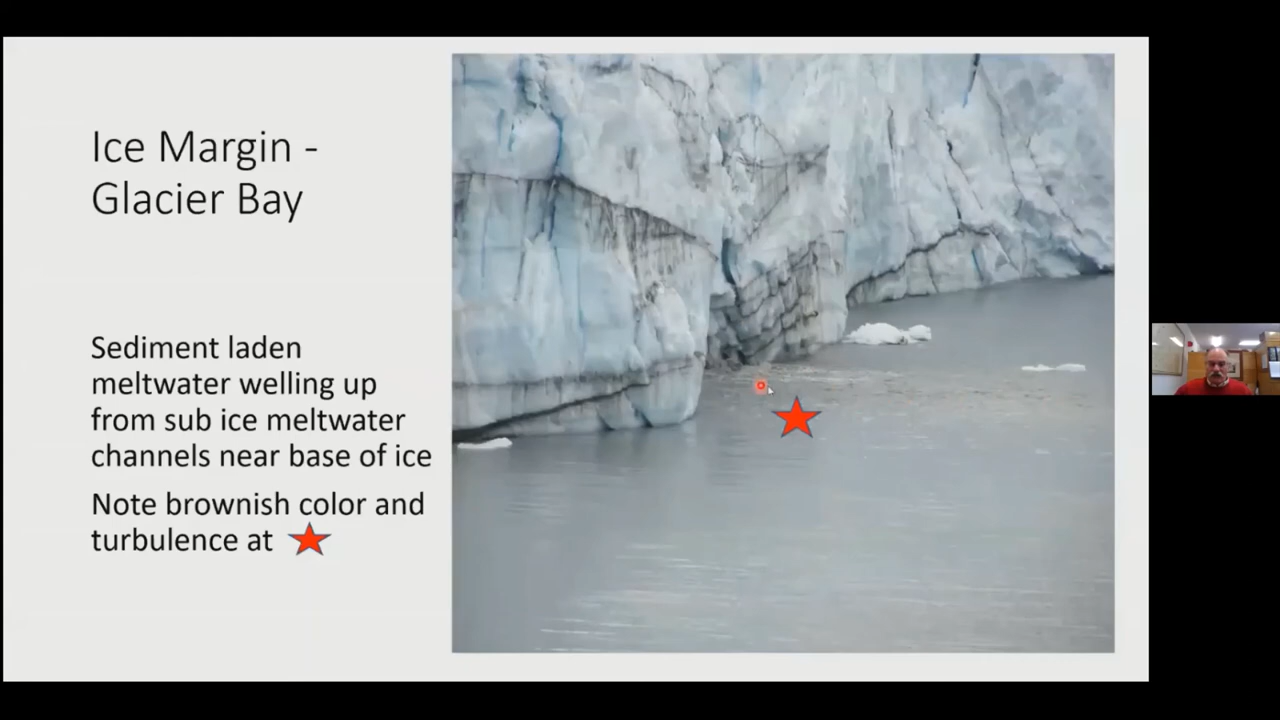 Ice Margin -
Glacier Bay
Sediment laden
meltwater welling up
from sub ice meltwater
channels near base of ice
Note brownish color and
turbulence at